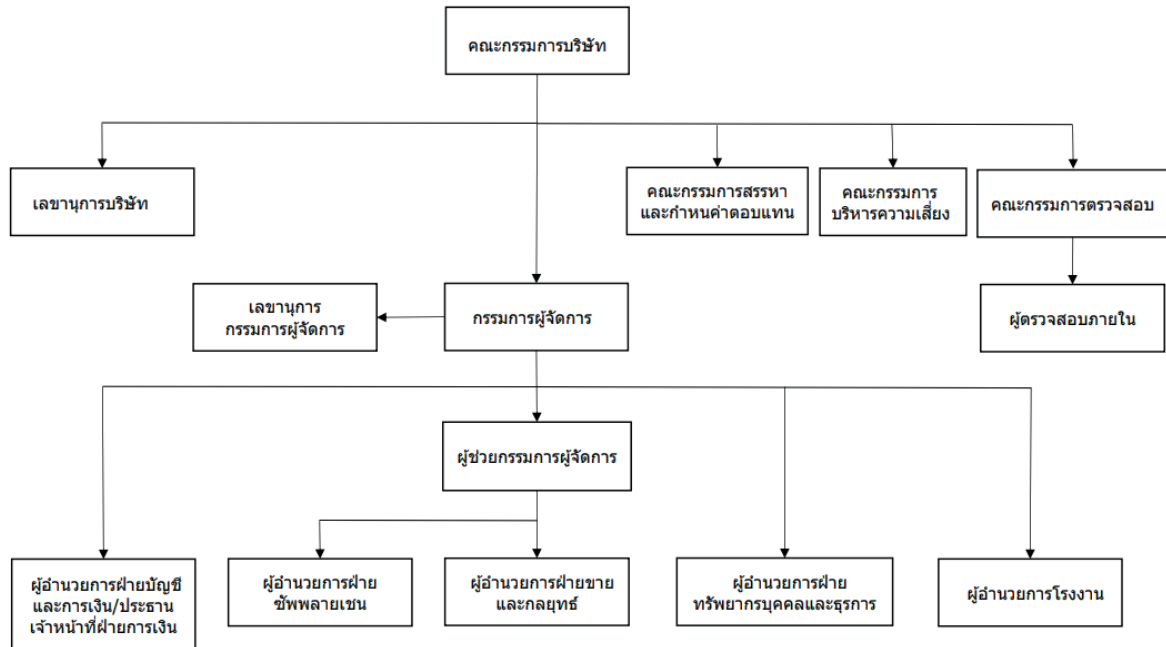 คณะกรรมการบริษัท
เลขานุการบริษัท
คณะกรรมการสรรหา
และกำหนค่าตอบแทน
คณะกรรมการ
บริหารความเสี่ยง
คณะกรรมการตรวจสอบ
เลขานุการ
กรรมการผู้จัดการ
กรรมการผู้จัดการ
ผู้ตรวจสอบภายใน
ผู้ช่วยกรรมการผู้จัดการ
ผู้อำนวยการฝ่ายบัญชี
และการเงิน/ประธาน
เจ้าหน้าที่ฝ่ายการเงิน
ผู้อำนวยการฝ่าย
ซัพพลายเชน
ผู้อำนวยการฝ่ายขาย
และกลยุทธ์
ผู้อำนวยการฝ่าย
ทรัพยากรบุคคลและธุรการ
ผู้อำนวยการโรงงาน